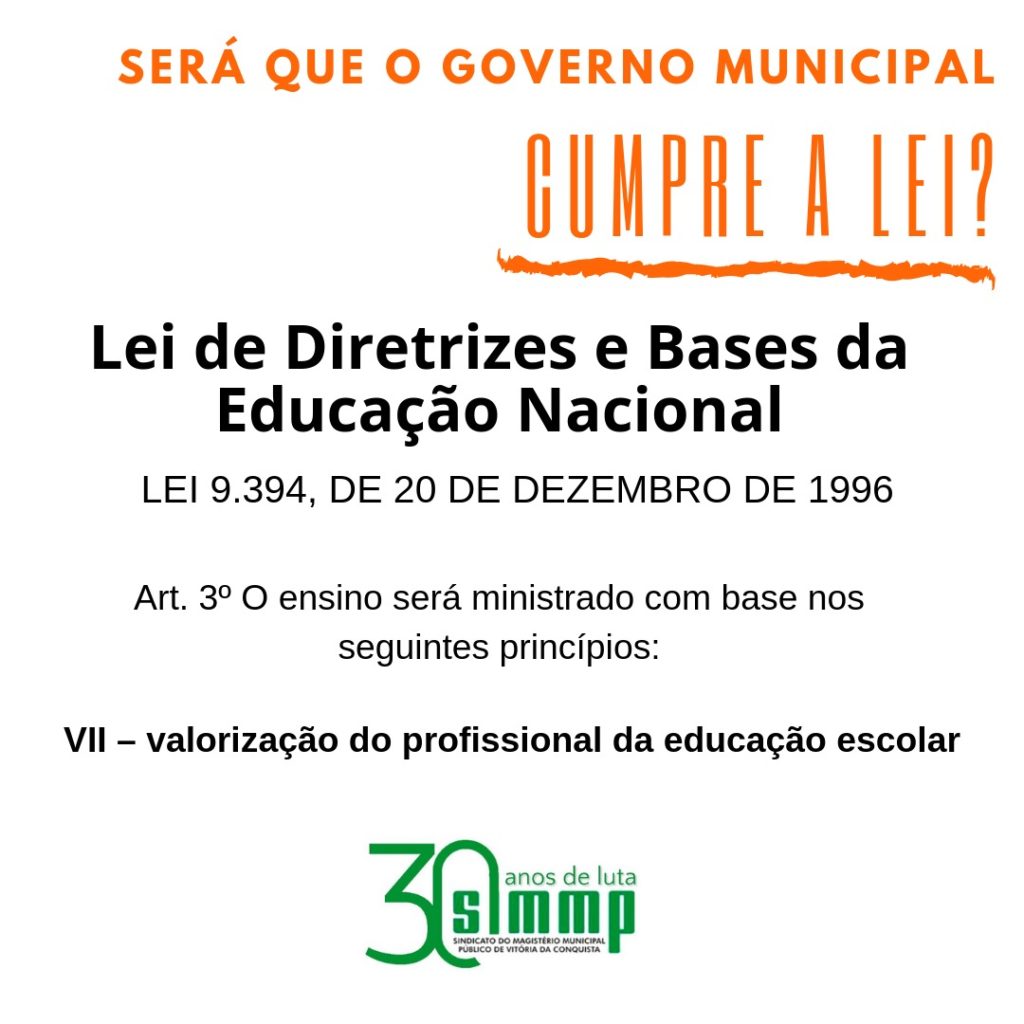 SERÁ QUE O GOVERNO MUNICIPAL
CUMPRE A LEI?
Lei de Diretrizes e Bases da
Educação Nacional
LEI 9.394, DE 20 DE DEZEMBRO DE 1996
Art. 3º O ensino será ministrado com base nos
seguintes princípios:
VII – valorização do profissional da educação escolar
30 anos de luta
sımmp
SINDICATO DO MAGISTÉRIO MUNICIPAL
PÚBLICO DE VITÓRIA DA CONQUISTA